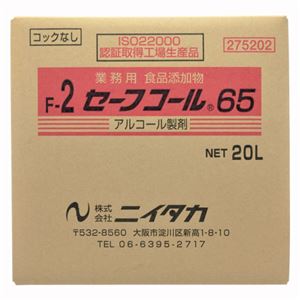 コックなし
ISO22000
認証取得工場生産品
275202
業務用 食品添加物
F-2 セーフコール®65
アルコール製剤
NET 20L
株式会社 ニイタカ
〒532-8560 大阪市淀川区新高1-8-10
TEL 06-6395-2717